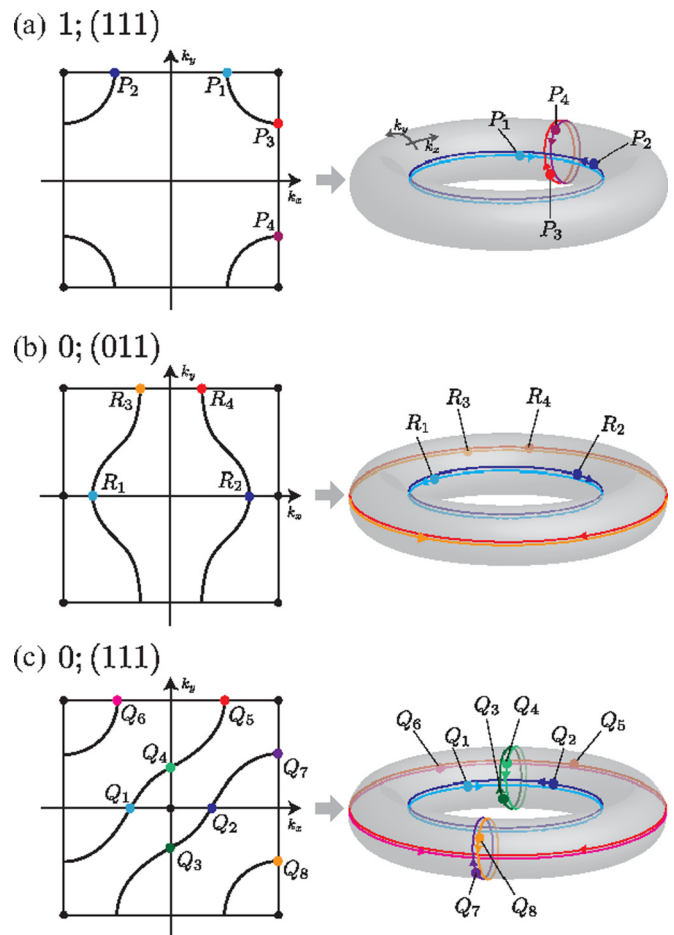 (a) 1; (111)
k_y
P_2 P_1
P_3
k_x
P_4
k_y
k_x
P_1
P_4
P_2
P_3
(b) 0; (011)
k_y
R_3 R_4
R_1 R_2
k_x
R_3 R_4
R_1 R_2
(c) 0; (111)
k_y
Q_6 Q_5
Q_4 Q_7
Q_1 Q_2
k_x
Q_3 Q_8
Q_3 Q_4
Q_6 Q_1 Q_2 Q_5
Q_7 Q_8